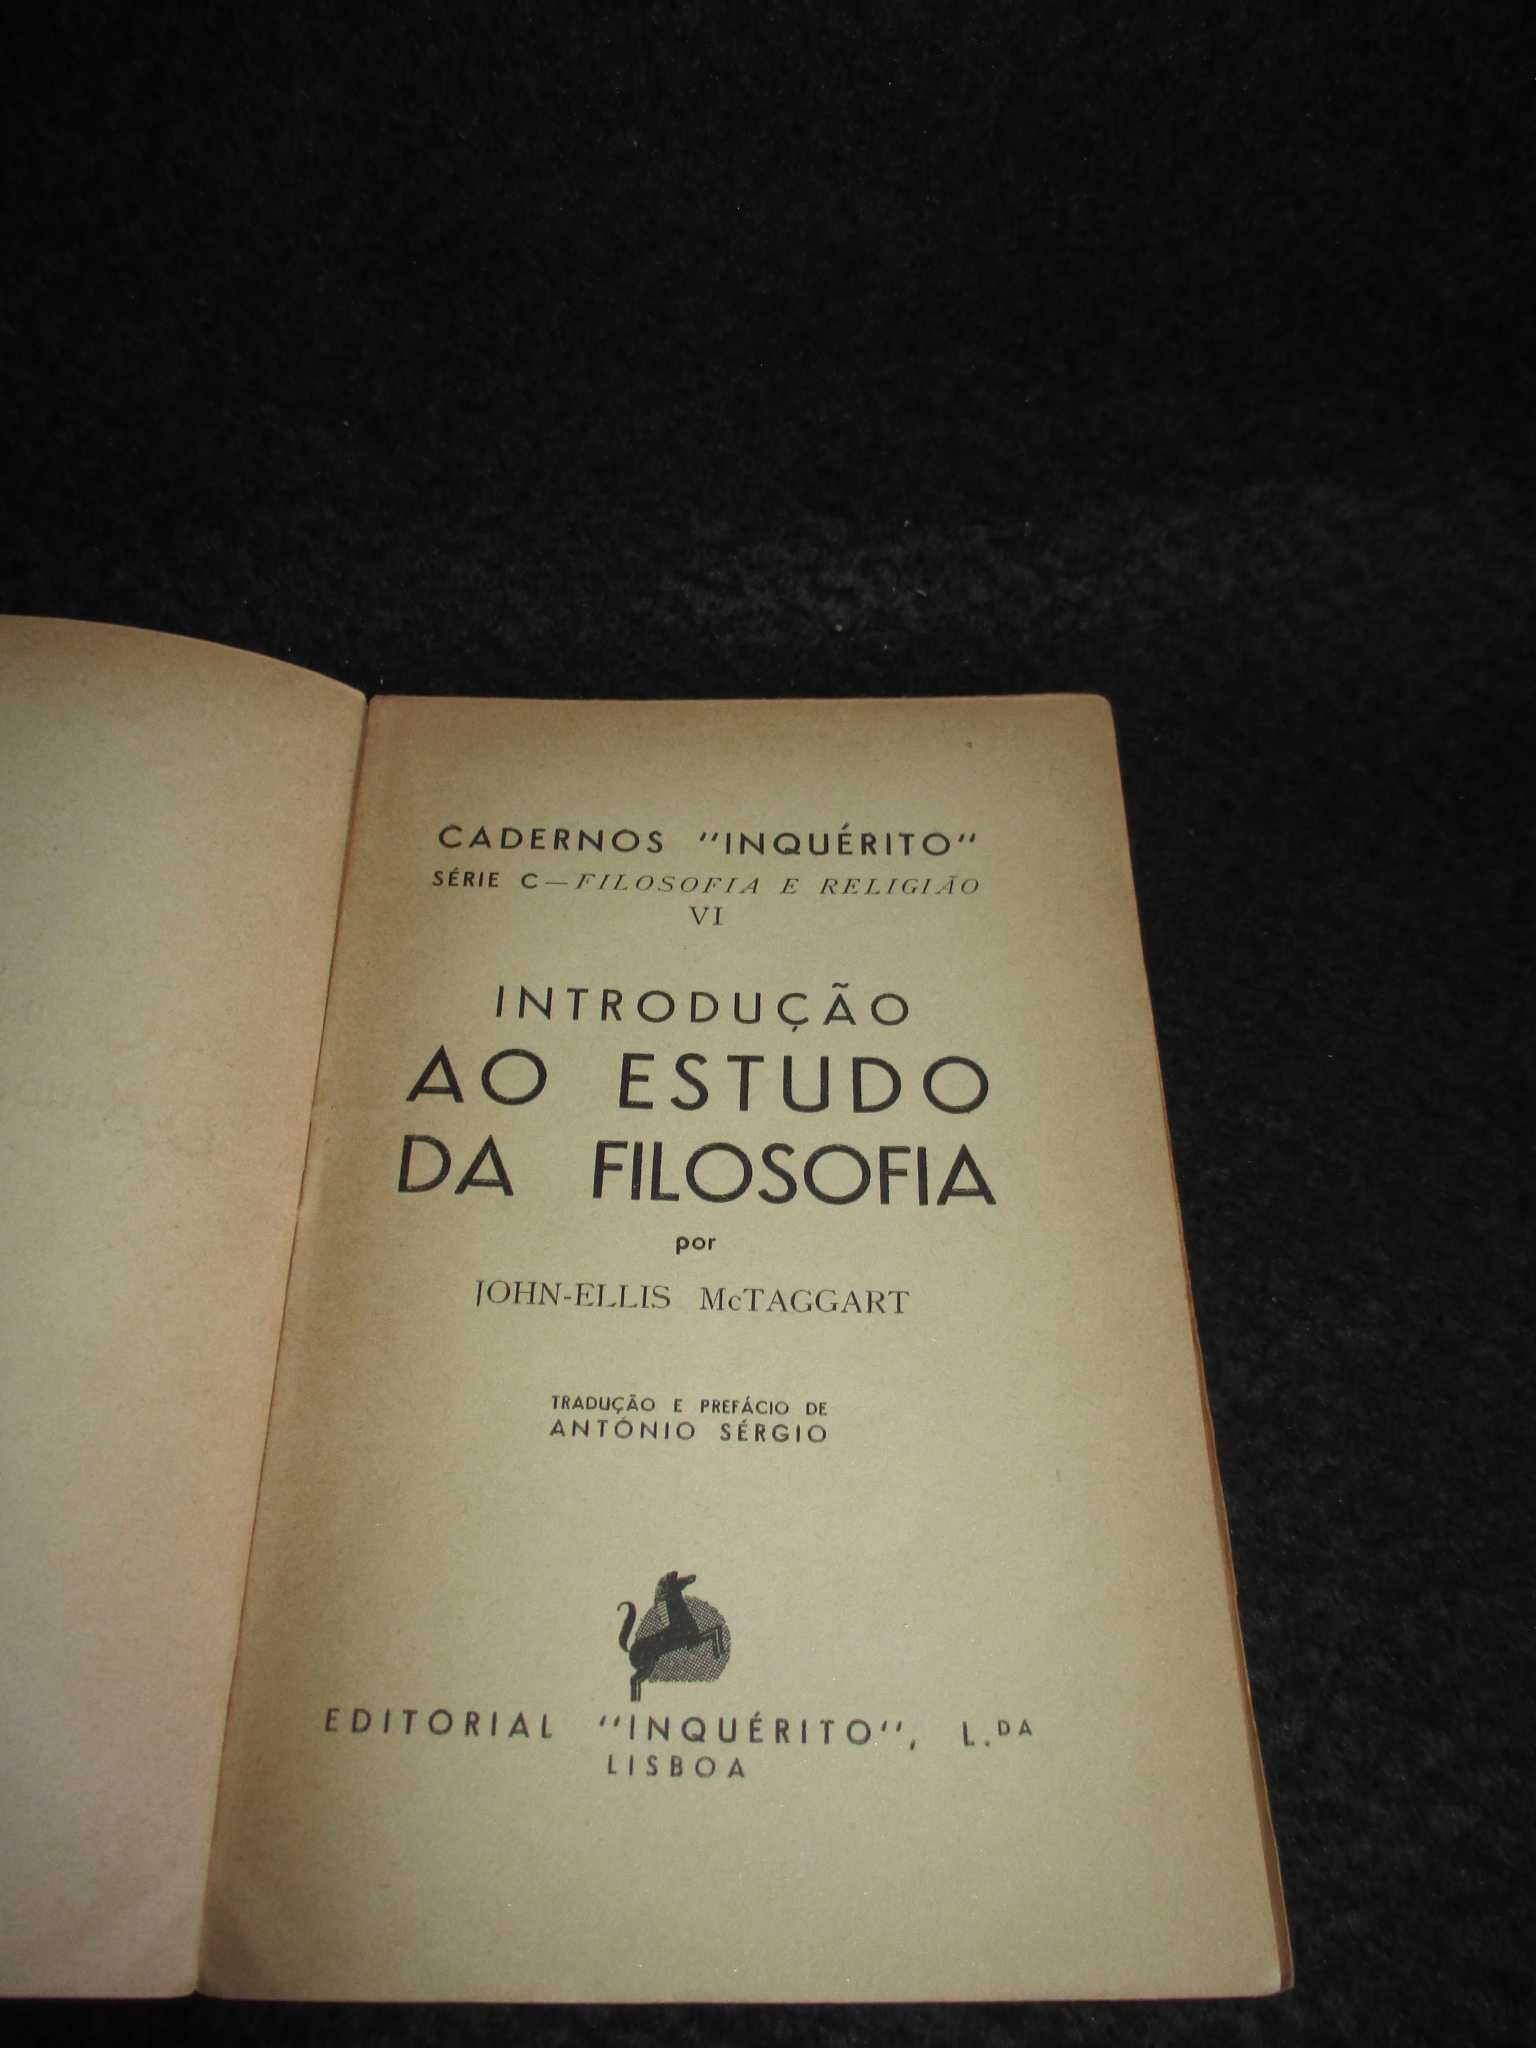 CADERNOS "INQUÉRITO"
SÉRIE C—FILOSOFIA E RELIGIÃO
VI
INTRODUÇÃO
AO ESTUDO
DA FILOSOFIA
por
JOHN-ELLIS McTAGGART
TRADUÇÃO E PREFÁCIO DE
ANTÓNIO SÉRGIO
EDITORIAL "INQUÉRITO", L.DA
LISBOA